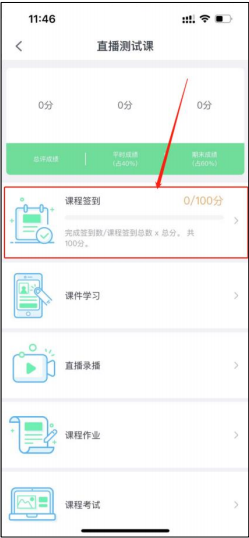 11:46
直播测试课
0分 0分 0分
总评成绩 平时成绩 期末成绩
(占40%) (占60%)
课程签到 0/100分
完成签到数/课程签到总数 x 总分。 共
100分。
课件学习
直播录播
课程作业
课程考试